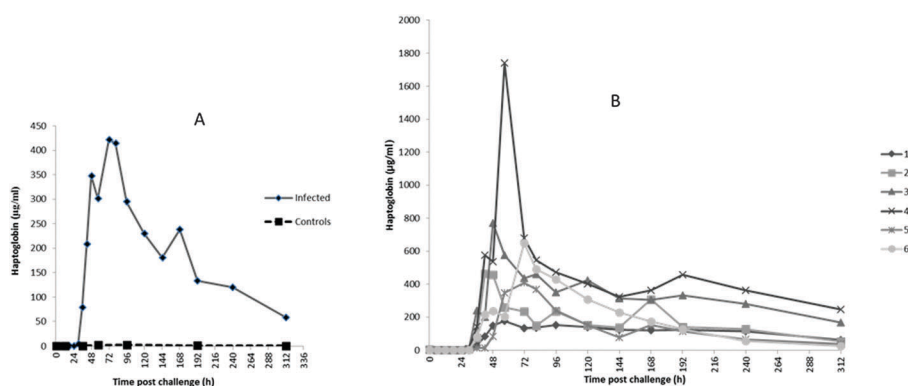 A
Haptoglobin (µg/ml)
450
400
350
300
250
200
150
100
50
0
0 24 48 72 96 120 144 168 192 216 240 264 288 312 336
Time post challenge (h)
Infected
Controls
B
Haptoglobin (µg/ml)
2000
1800
1600
1400
1200
1000
800
600
400
200
0
0 24 48 72 96 120 144 168 192 216 240 264 288 312
Time post challenge (h)
1
2
3
4
5
6